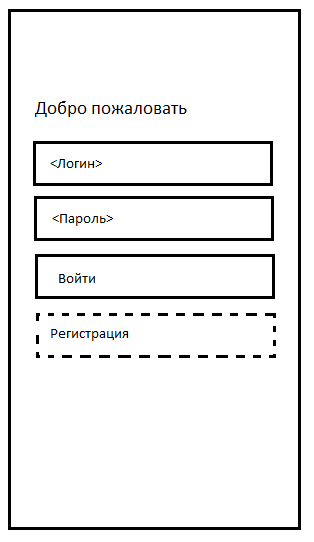 Добро пожаловать
<Логин>
<Пароль>
Войти
Регистрация